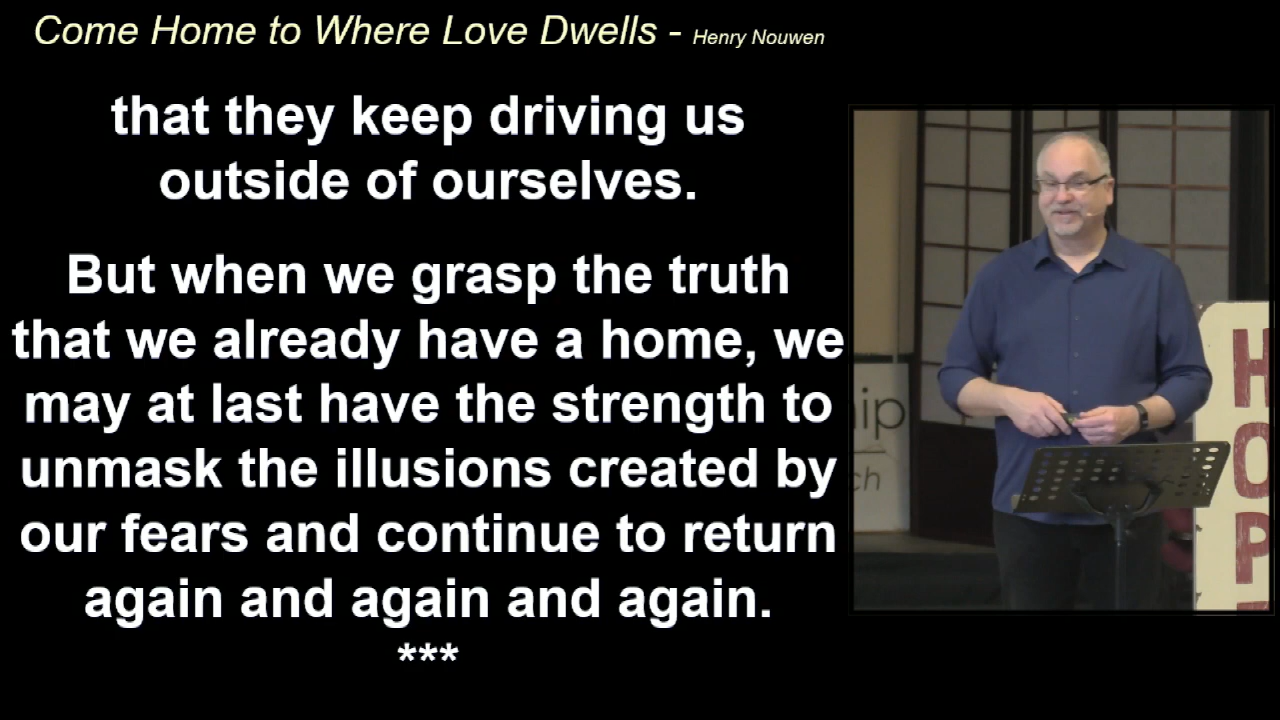 Come Home to Where Love Dwells - Henry Nouwen
that they keep driving us
outside of ourselves.
But when we grasp the truth
that we already have a home, we
may at last have the strength to
unmask the illusions created by
our fears and continue to return
again and again and again.
***
ip
ch
H
O
P